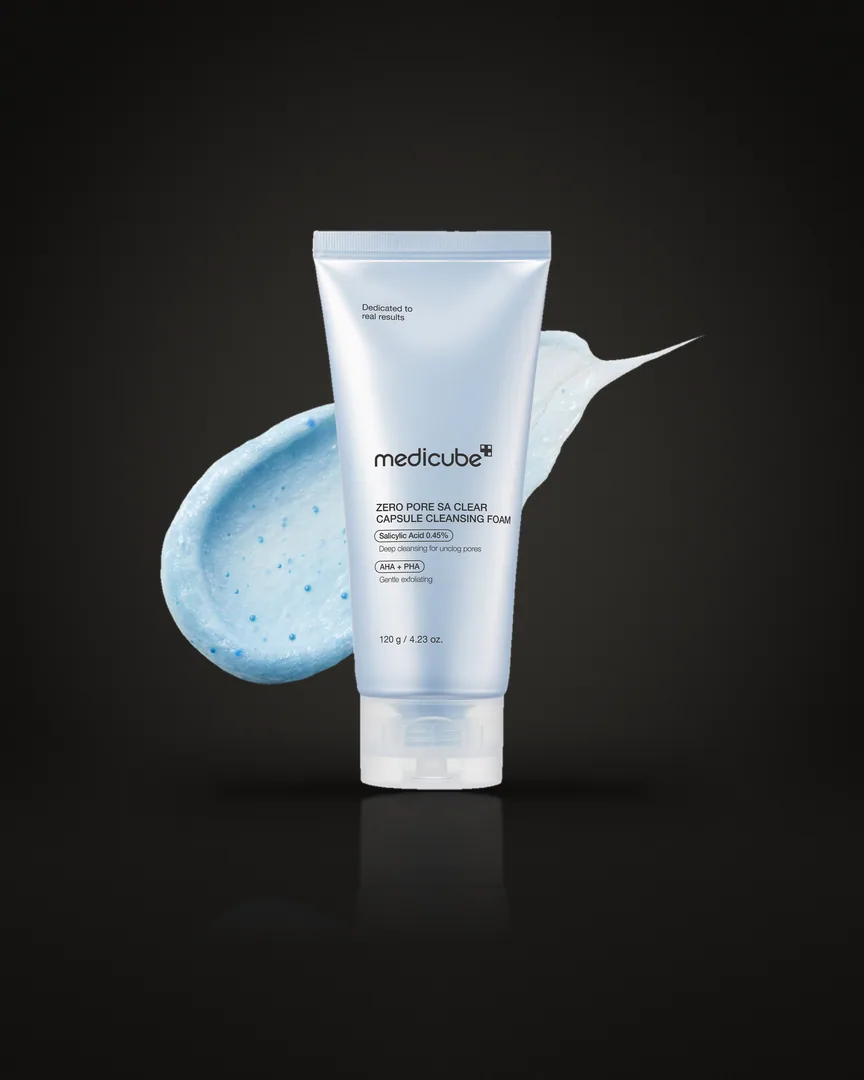 Dedicated to
real results
medicube
ZERO PORE SA CLEAR
CAPSULE CLEANSING FOAM
Salicylic Acid 0.45%
Deep cleansing for unclog pores
AHA + PHA
Gentle exfoliating
120 g / 4.23 oz.